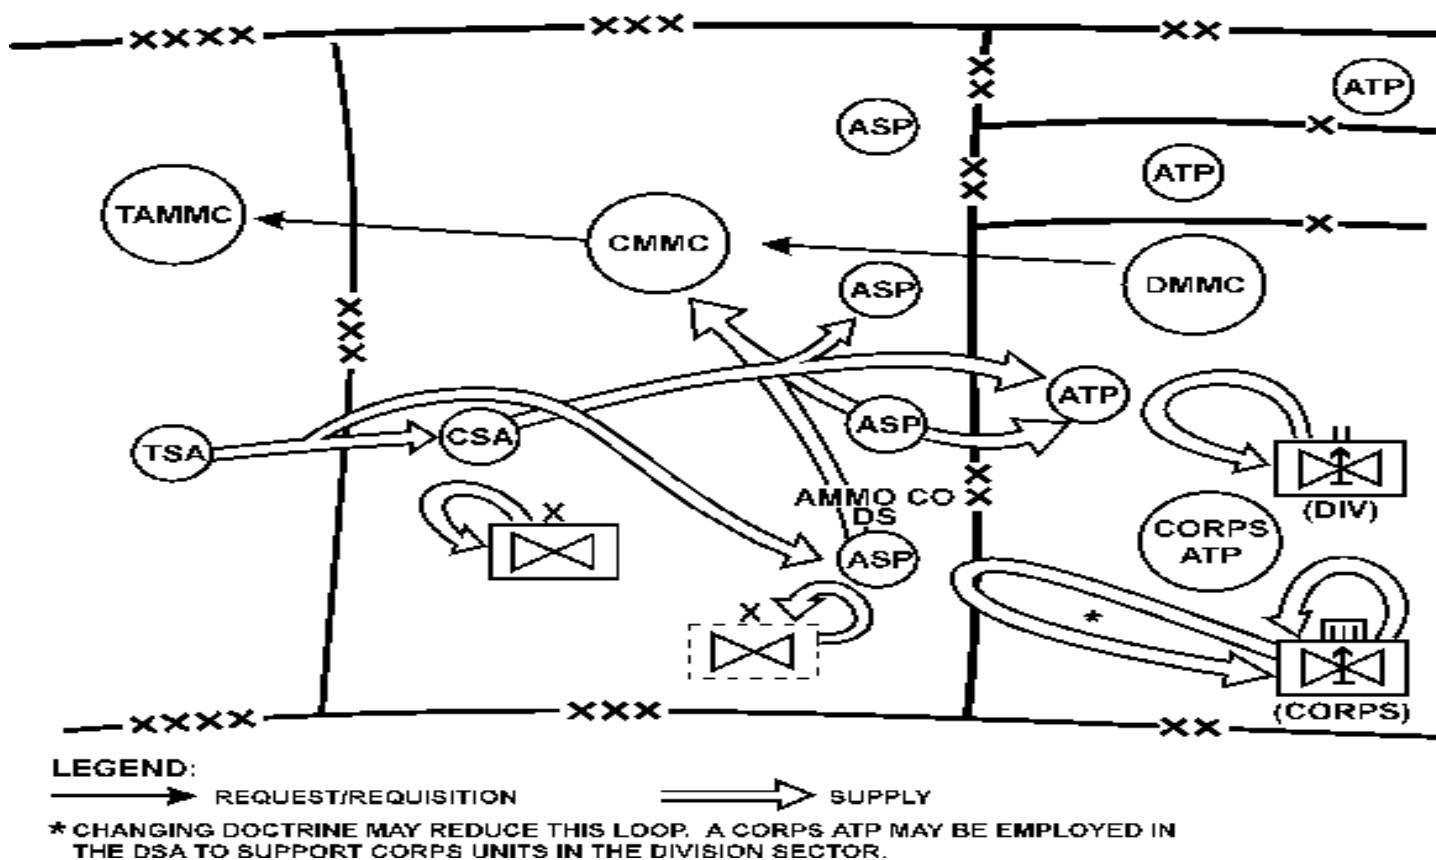 XXXX
XXX
XX
XX
ATP
ASP
X
XX
ATP
TAMMC
X
CMMC
ASP
DMMC
XXX
ATP
TSA
CSA
ASP
II
XX
AMMO CO
DS
(DIV)
X
CORPS
ATP
ASP
X
*
(CORPS)
XXXX
XXX
XX
LEGEND:
REQUEST/REQUISITION
SUPPLY
* CHANGING DOCTRINE MAY REDUCE THIS LOOP. A CORPS ATP MAY BE EMPLOYED IN
THE DSA TO SUPPORT CORPS UNITS IN THE DIVISION SECTOR.